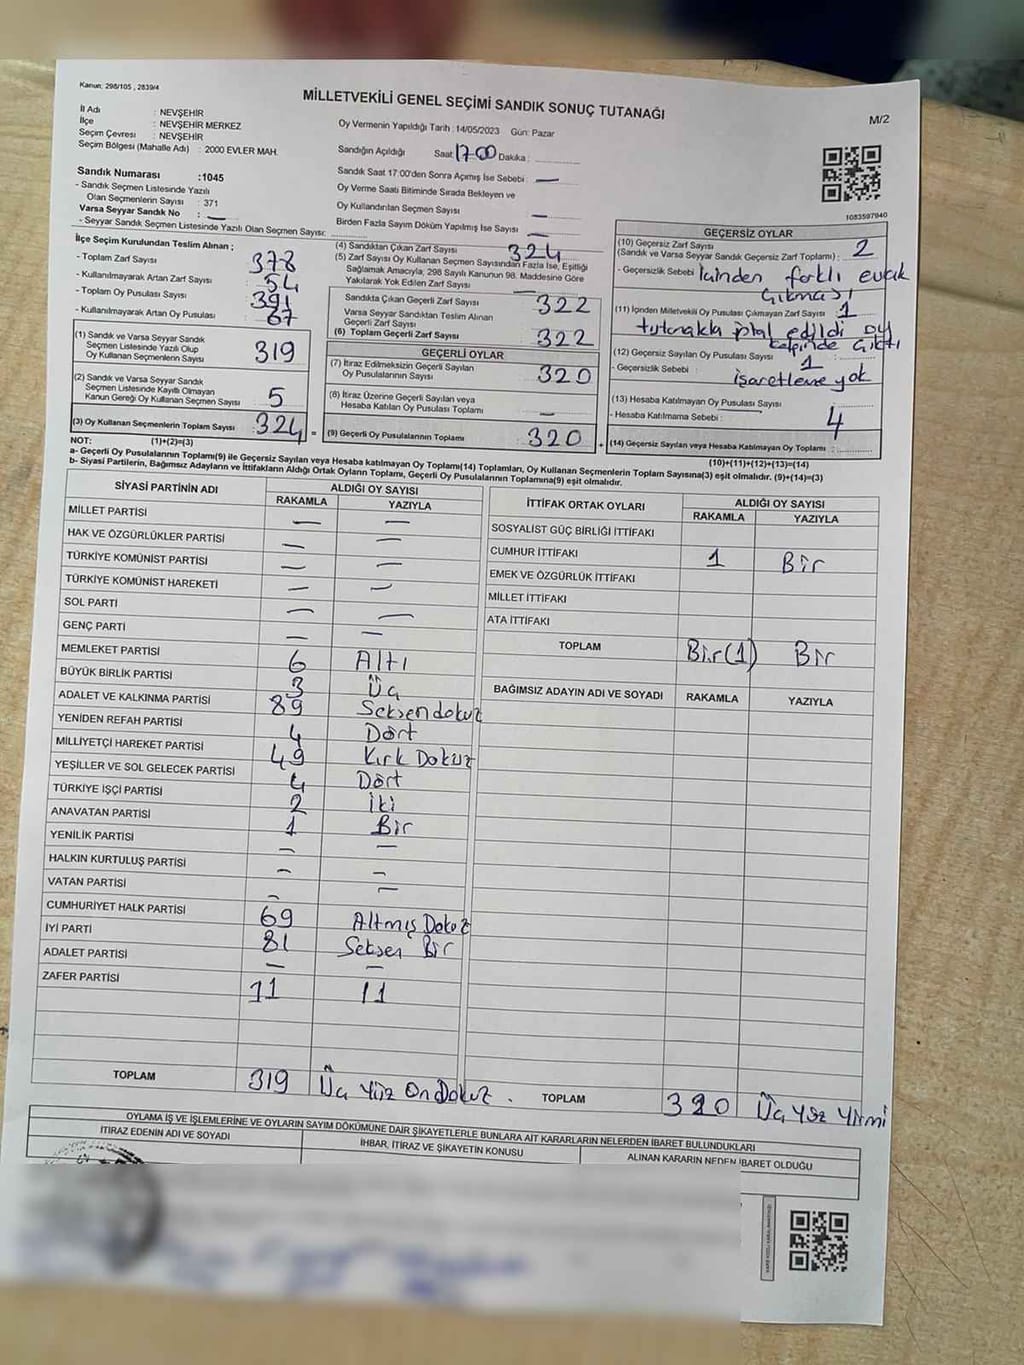 Kanun: 298/105 , 2839/4
MİLLETVEKİLİ GENEL SEÇİMİ SANDIK SONUÇ TUTANAĞI
M/2
İl Adı : NEVŞEHİR
İlçe : NEVŞEHİR MERKEZ
Seçim Çevresi : NEVŞEHİR
Seçim Bölgesi (Mahalle Adı) : 2000 EVLER MAH.
Oy Vermenin Yapıldığı Tarih : 14/05/2023 Gün: Pazar
Sandığın Açıldığı Saat 17 00 Dakika :
Sandık Saat 17:00'den Sonra Açımış İse Sebebi : —
Oy Verme Saati Bitiminde Sırada Bekleyen ve
Oy Kullandırılan Seçmen Sayısı : —
Birden Fazla Sayım Döküm Yapılmış İse Sayısı : —
1083597940
Sandık Numarası :1045
- Sandık Seçmen Listesinde Yazılı
Olan Seçmenlerin Sayısı : 371
Varsa Seyyar Sandık No : —
- Seyyar Sandık Seçmen Listesinde Yazılı Olan Seçmen Sayısı:
İlçe Seçim Kurulundan Teslim Alınan ;
- Toplam Zarf Sayısı 378
- Kullanılmayarak Artan Zarf Sayısı : 54
- Toplam Oy Pusulası Sayısı : 391
- Kullanılmayarak Artan Oy Pusulası : 67
(1) Sandık ve Varsa Seyyar Sandık
Seçmen Listesinde Yazılı Olup
Oy Kullanan Seçmenlerin Sayısı 319
(2) Sandık ve Varsa Seyyar Sandık
Seçmen Listesinde Kayıtlı Olmayan
Kanun Gereği Oy Kullanan Seçmen Sayısı 5
(3) Oy Kullanan Seçmenlerin Toplam Sayısı 324 =
(4) Sandıktan Çıkan Zarf Sayısı 324
(5) Zarf Sayısı Oy Kullanan Seçmen Sayısından Fazla İse, Eşitliği
Sağlamak Amacıyla, 298 Sayılı Kanunun 98. Maddesine Göre
Yakılarak Yok Edilen Zarf Sayısı : —
Sandıkta Çıkan Geçerli Zarf Sayısı 322
Varsa Seyyar Sandıktan Teslim Alınan
Geçerli Zarf Sayısı
(6) Toplam Geçerli Zarf Sayısı : 322
GEÇERLİ OYLAR
(7) İtiraz Edilmeksizin Geçerli Sayılan
Oy Pusulalarının Sayısı : 320
(8) İtiraz Üzerine Geçerli Sayılan veya
Hesaba Katılan Oy Pusulası Toplamı : —
(9) Geçerli Oy Pusulalarının Toplamı : 320 +
GEÇERSİZ OYLAR
(10) Geçersiz Zarf Sayısı
(Sandık ve Varsa Seyyar Sandık Geçersiz Zarf Toplamı) : 2
- Geçersizlik Sebebi İçinden farklı evrak
çıkması
(11) İçinden Milletvekili Oy Pusulası Çıkmayan Zarf Sayısı 1
tutanakla iptal edildi oy
kalbinde çıktı
(12) Geçersiz Sayılan Oy Pusulası Sayısı : 1
- Geçersizlik Sebebi : işaretleme yok
(13) Hesaba Katılmayan Oy Pusulası Sayısı :
- Hesaba Katılmama Sebebi : 4
(14) Geçersiz Sayılan veya Hesaba Katılmayan Oy Toplamı :
NOT: (1)+(2)=(3) (10)+(11)+(12)+(13)=(14)
a- Geçerli Oy Pusulalarının Toplamı(9) ile Geçersiz Sayılan veya Hesaba katılmayan Oy Toplamı(14) Toplamları, Oy Kullanan Seçmenlerin Toplam Sayısına(3) eşit olmalıdır. (9)+(14)=(3)
b- Siyasi Partilerin, Bağımsız Adayların ve İttifakların Aldığı Ortak Oyların Toplamı, Geçerli Oy Pusulalarının Toplamına(9) eşit olmalıdır.
SİYASİ PARTİNİN ADI
ALDIĞI OY SAYISI
RAKAMLA YAZIYLA
MİLLET PARTİSİ — —
HAK VE ÖZGÜRLÜKLER PARTİSİ — —
TÜRKİYE KOMÜNİST PARTİSİ — —
TÜRKİYE KOMÜNİST HAREKETİ — —
SOL PARTİ — —
GENÇ PARTİ — —
MEMLEKET PARTİSİ 6 Altı
BÜYÜK BİRLİK PARTİSİ 3 Üç
ADALET VE KALKINMA PARTİSİ 89 Seksendokuz
YENİDEN REFAH PARTİSİ 4 Dört
MİLLİYETÇİ HAREKET PARTİSİ 49 Kırk Dokuz
YEŞİLLER VE SOL GELECEK PARTİSİ 4 Dört
TÜRKİYE İŞÇİ PARTİSİ 2 İki
ANAVATAN PARTİSİ 1 Bir
YENİLİK PARTİSİ — —
HALKIN KURTULUŞ PARTİSİ — —
VATAN PARTİSİ — —
CUMHURİYET HALK PARTİSİ 69 Altmış Dokuz
İYİ PARTİ 81 Seksen Bir
ADALET PARTİSİ — —
ZAFER PARTİSİ 11 11
TOPLAM 319 Üç Yüz OnDokuz .
İTTİFAK ORTAK OYLARI
ALDIĞI OY SAYISI
RAKAMLA YAZIYLA
SOSYALİST GÜÇ BİRLİĞİ İTTİFAKI
CUMHUR İTTİFAKI 1 Bir
EMEK VE ÖZGÜRLÜK İTTİFAKI
MİLLET İTTİFAKI
ATA İTTİFAKI
TOPLAM Bir(1) Bir
BAĞIMSIZ ADAYIN ADI VE SOYADI RAKAMLA YAZIYLA
TOPLAM 320 Üç Yüz Yirmi
OYLAMA İŞ VE İŞLEMLERİNE VE OYLARIN SAYIM DÖKÜMÜNE DAİR ŞİKAYETLERLE BUNLARA AİT KARARLARIN NELERDEN İBARET BULUNDUKLARI
İTİRAZ EDENİN ADI VE SOYADI
İHBAR, İTİRAZ VE ŞİKAYETİN KONUSU
ALINAN KARARIN NEDEN İBARET OLDUĞU